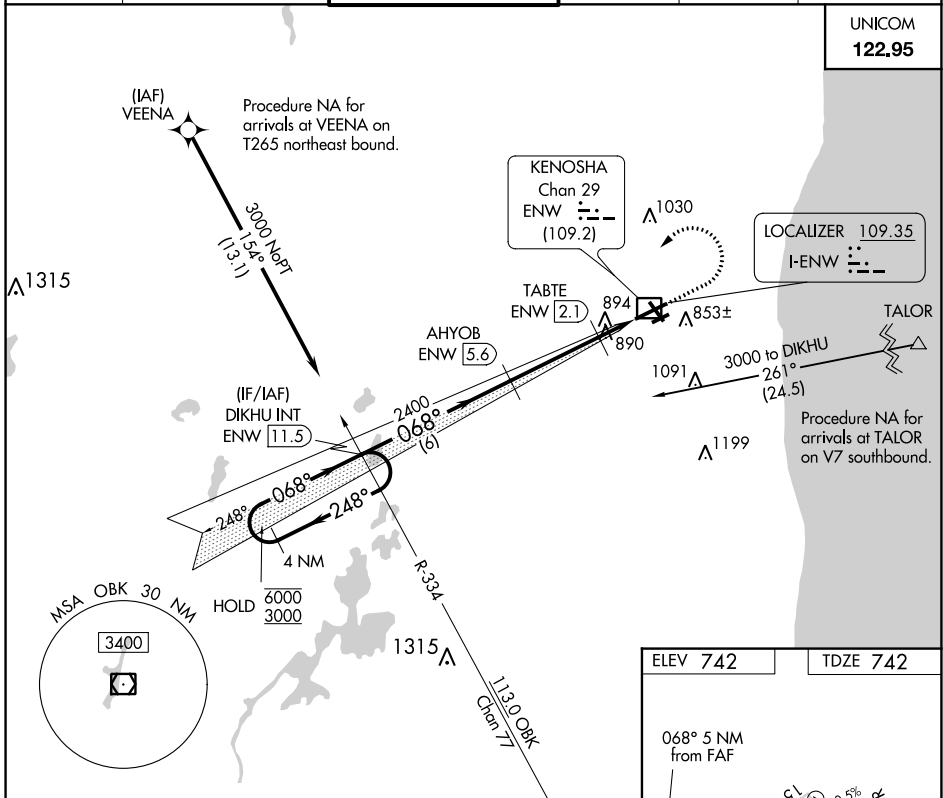 UNICOM
122.95
(IAF)
VEENA
Procedure NA for
arrivals at VEENA on
T265 northeast bound.
KENOSHA
Chan 29
ENW
(109.2)
1030
LOCALIZER 109.35
I-ENW
3000 NoPT
154°
(13.1)
1315
TABTE
ENW 2.1
894
890
853±
TALOR
AHYOB
ENW 5.6
1091
3000 to DIKHU
261°
(24.5)
(IF/IAF)
DIKHU INT
ENW 11.5
2400
068°
(6)
Procedure NA for
arrivals at TALOR
on V7 southbound.
1199
248°
068°
248°
4 NM
HOLD
6000
3000
R-334
MSA OBK 30 NM
3400
1315
113.0 OBK
Chan 77
ELEV 742
TDZE 742
068° 5 NM
from FAF